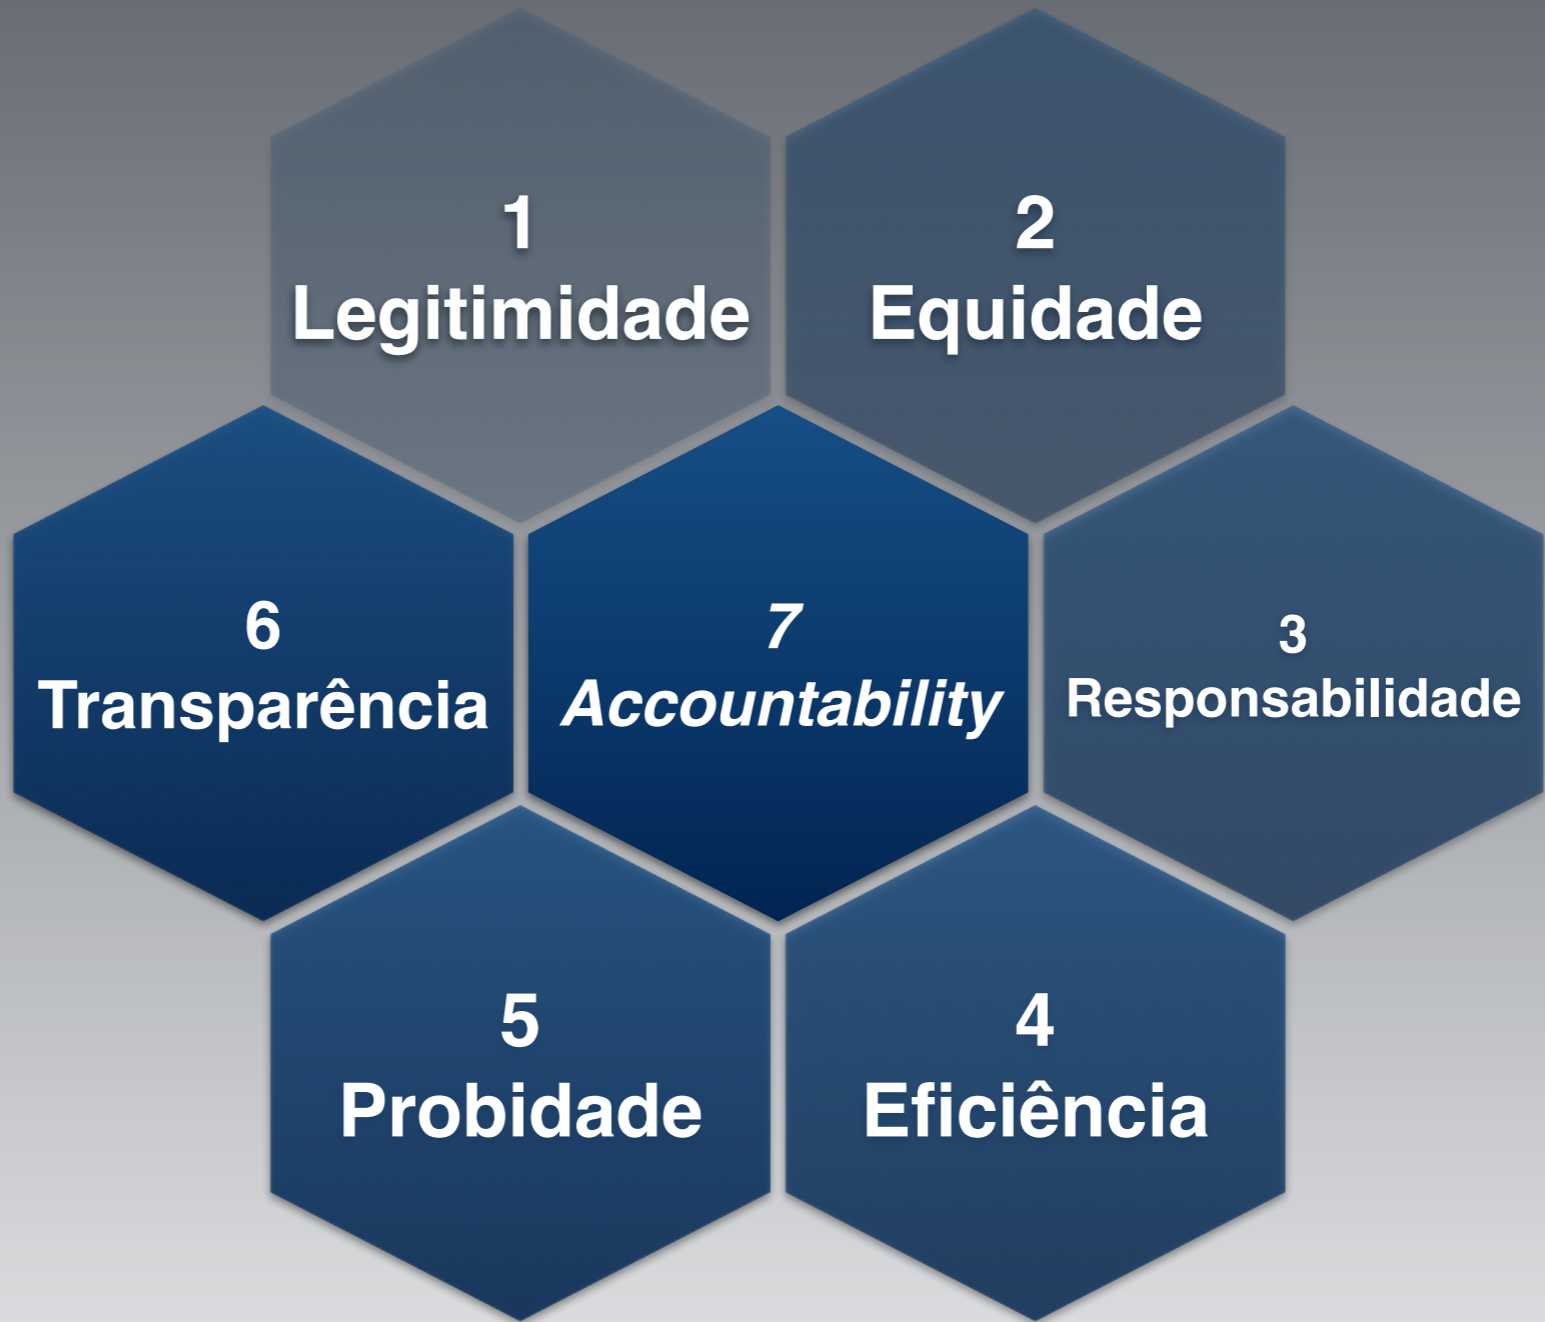 1
Legitimidade
2
Equidade
6
Transparência
7
Accountability
3
Responsabilidade
5
Probidade
4
Eficiência